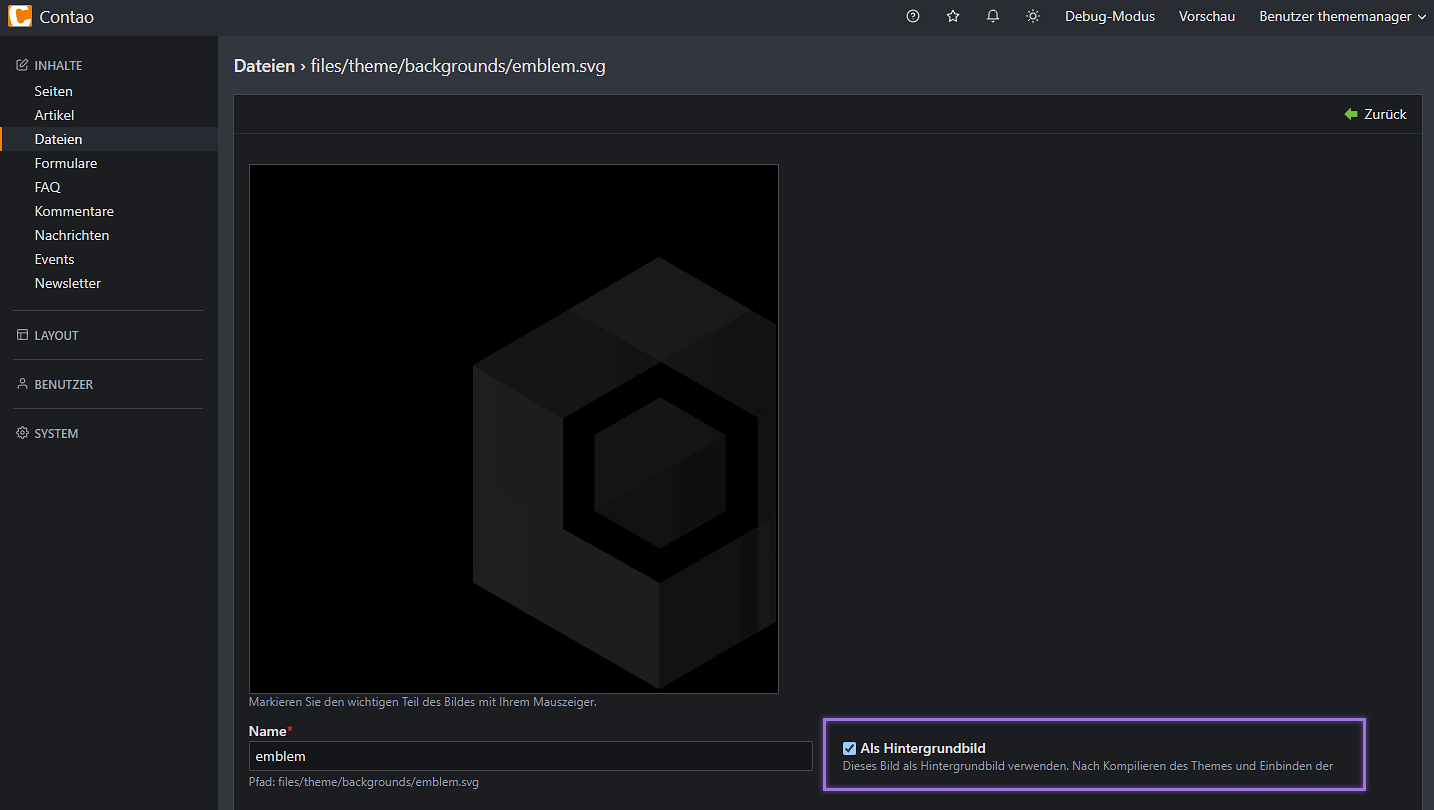 Contao
Debug-Modus
Vorschau
Benutzer thememanager
INHALTE
Seiten
Artikel
Dateien
Formulare
FAQ
Kommentare
Nachrichten
Events
Newsletter
LAYOUT
BENUTZER
SYSTEM
Dateien › files/theme/backgrounds/emblem.svg
Zurück
Markieren Sie den wichtigen Teil des Bildes mit Ihrem Mauszeiger.
Name*
emblem
Pfad: files/theme/backgrounds/emblem.svg
Als Hintergrundbild
Dieses Bild als Hintergrundbild verwenden. Nach Kompilieren des Themes und Einbinden der